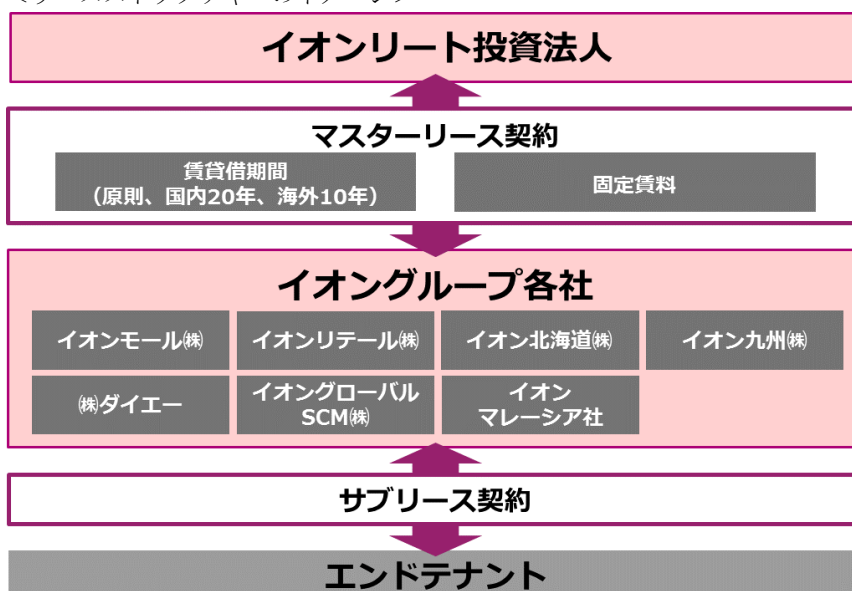 イオンリート投資法人
マスターリース契約
賃貸借期間
(原則、国内20年、海外10年)
固定賃料
イオングループ各社
イオンモール㈱
イオンリテール㈱
イオン北海道㈱
イオン九州㈱
㈱ダイエー
イオングローバル
SCM㈱
イオン
マレーシア社
サブリース契約
エンドテナント